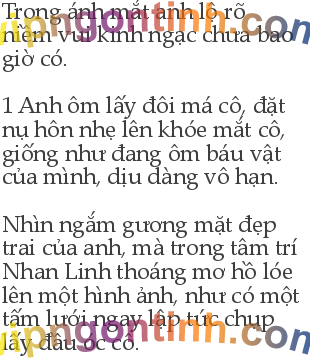 Trong ánh mắt anh lộ rõ
niềm vui kinh ngạc chưa bao
giờ có.
1 Anh ôm lấy đôi má cô, đặt
nụ hôn nhẹ lên khóe mắt cô,
giống như đang ôm báu vật
của mình, dịu dàng vô hạn.
Nhìn ngắm gương mặt đẹp
trai của anh, mà trong tâm trí
Nhan Linh thoáng mơ hồ lóe
lên một hình ảnh, như có một
tấm lưới ngay lập tức chụp
lấy đầu óc cô.
vipngontinh.com
vipngontinh.com